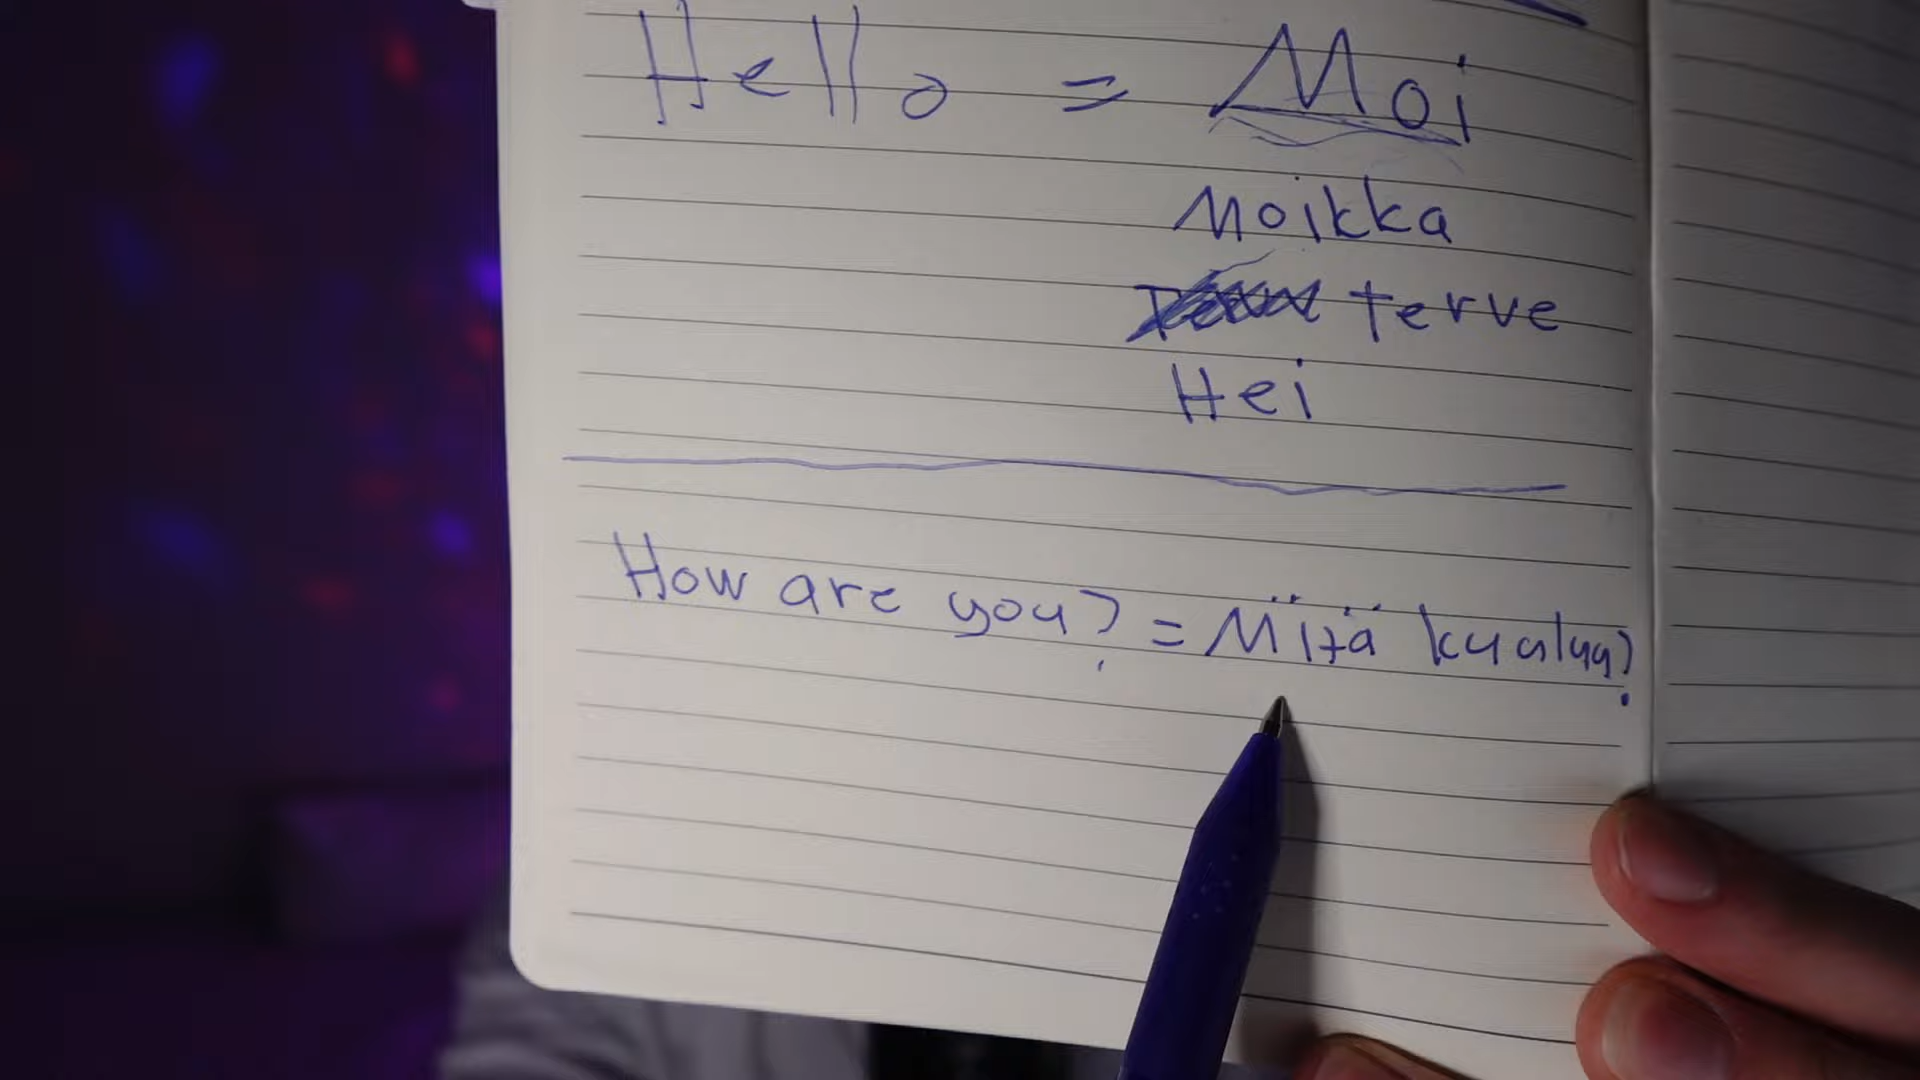 Hello = Moi
Moikka
terve
Hei
How are you? = Mitä kuuluu?